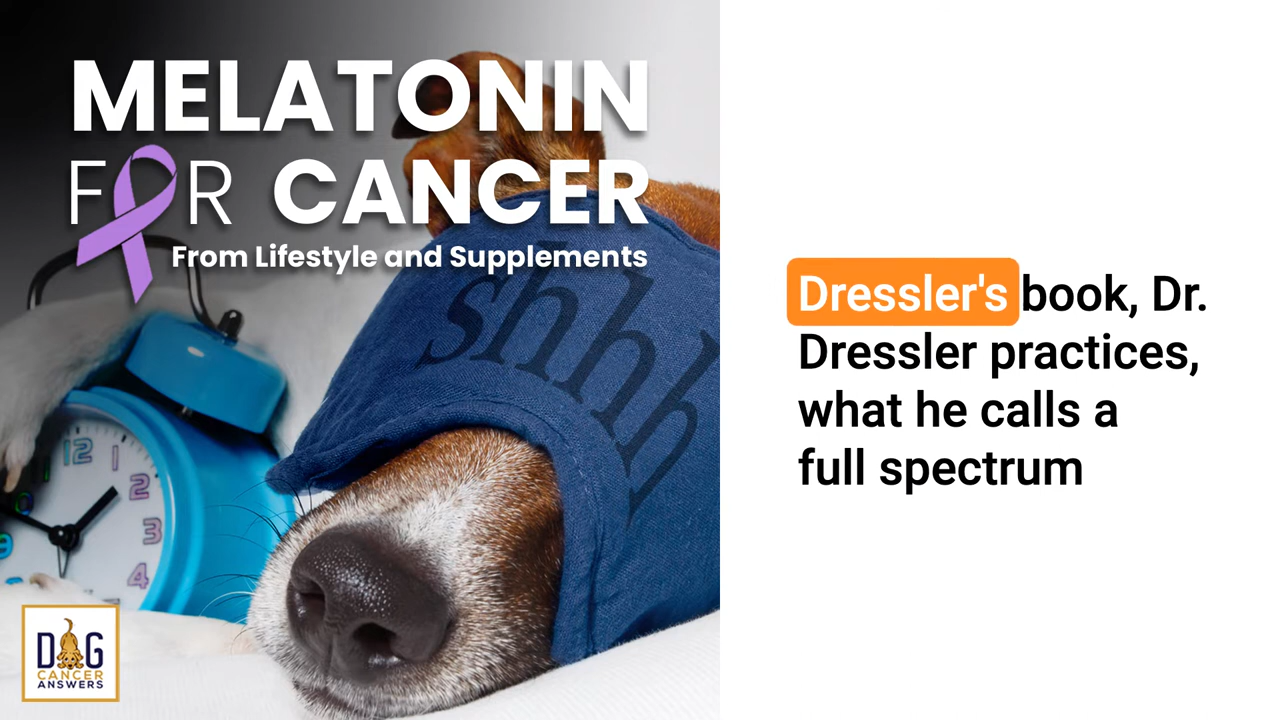 MELATONIN
FOR CANCER
From Lifestyle and Supplements
shhh
12
1
2
3
4
DOG
CANCER
ANSWERS
Dressler's book, Dr.
Dressler practices,
what he calls a
full spectrum